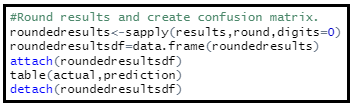 #Round results and create confusion matrix.
roundedresults<-sapply(results,round,digits=0)
roundedresultsdf=data.frame(roundedresults)
attach(roundedresultsdf)
table(actual,prediction)
detach(roundedresultsdf)